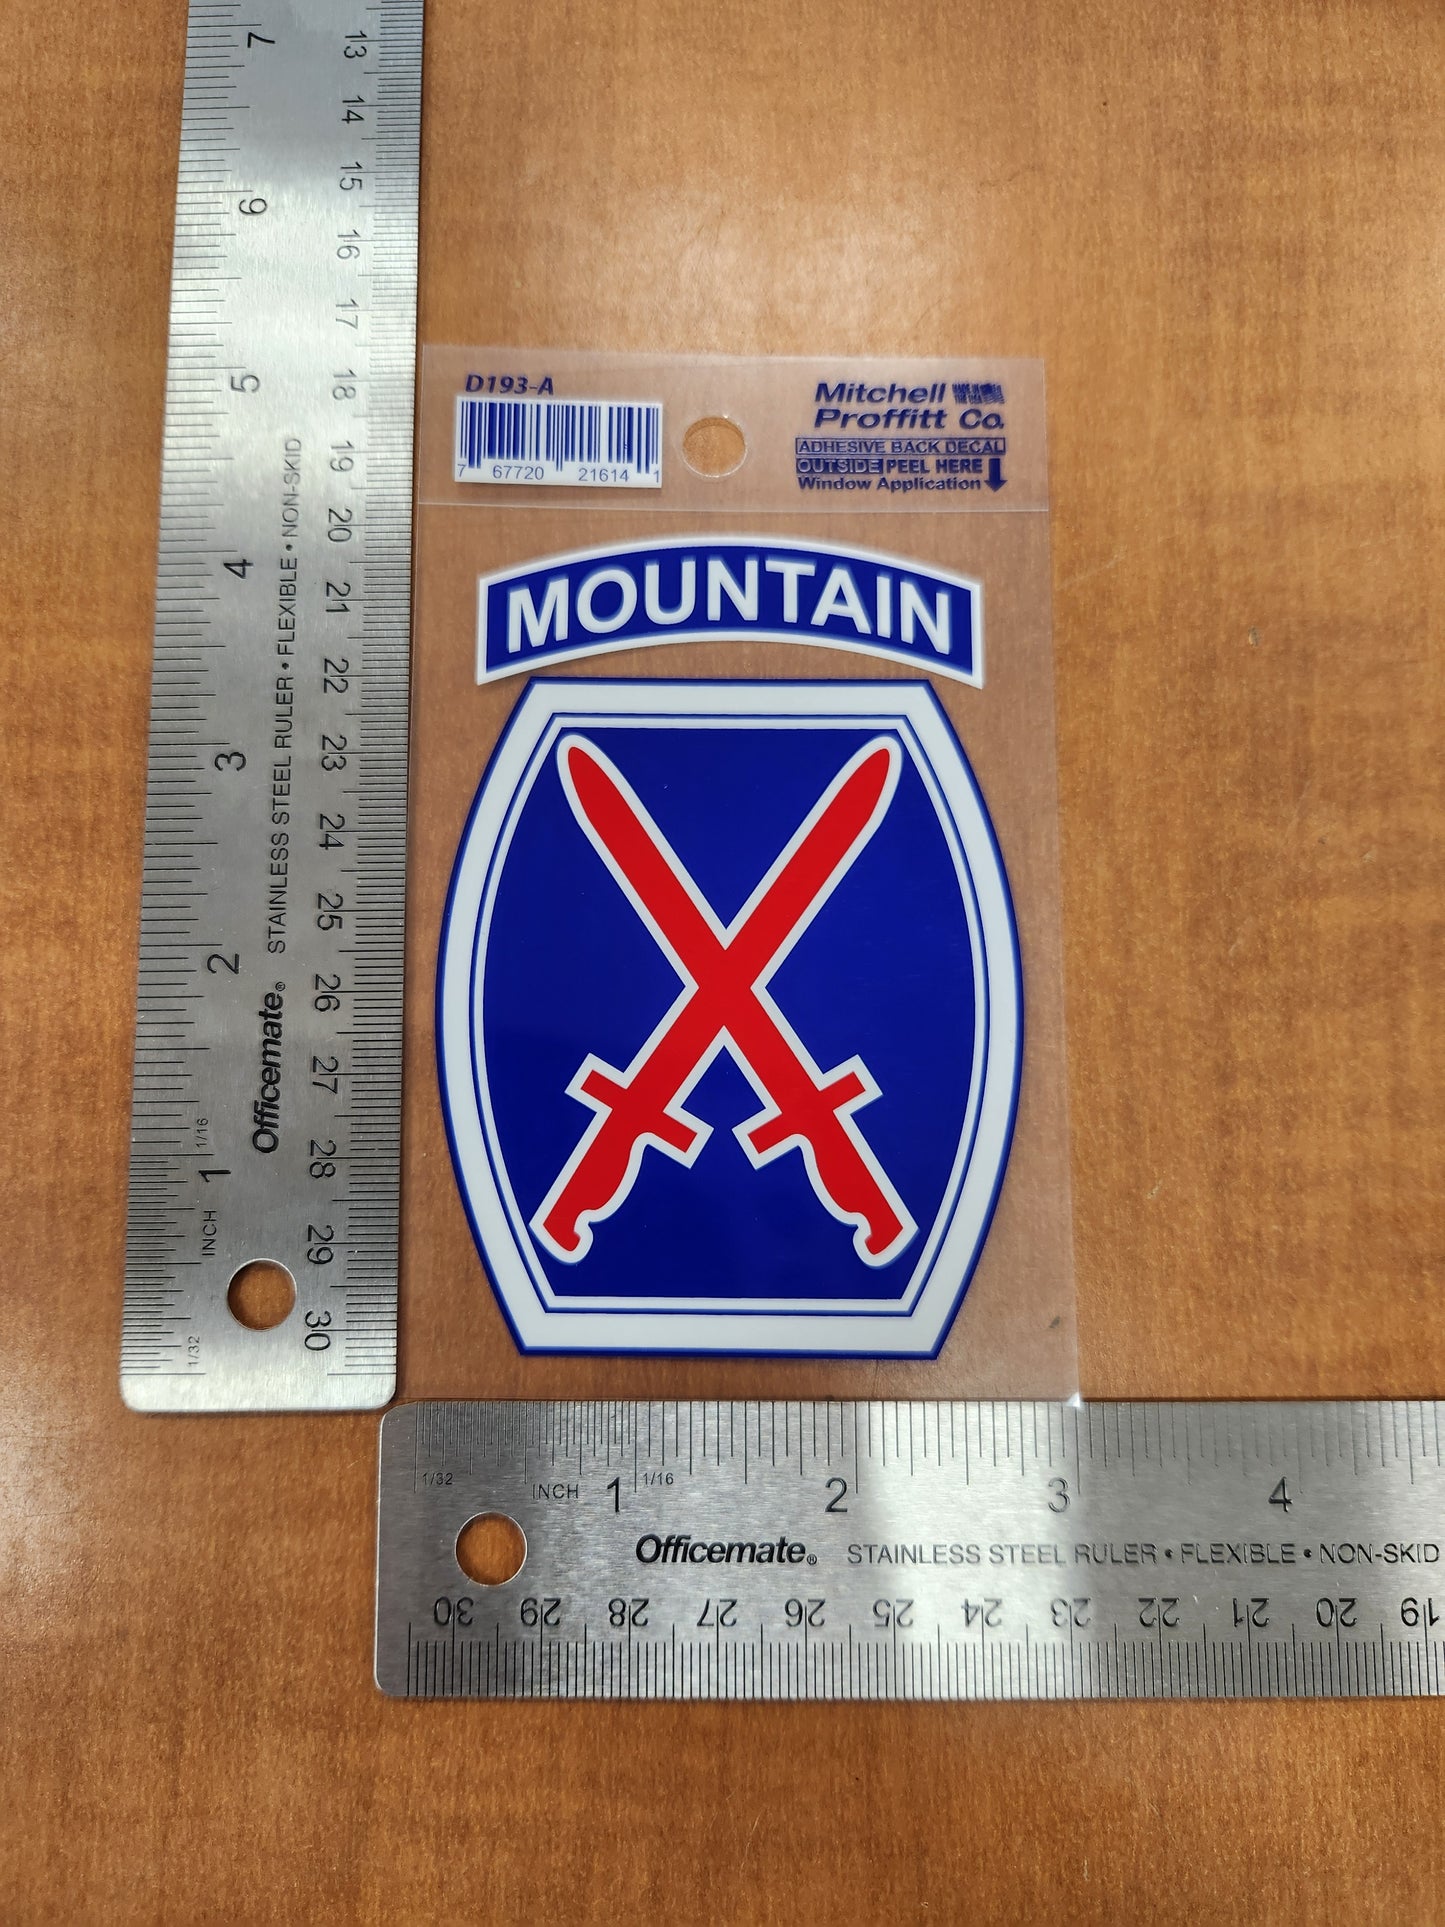 D193-A
7 67720 21614 1
Mitchell
Proffitt Co.
MADE IN
THE USA
ADHESIVE BACK DECAL
OUTSIDE PEEL HERE
Window Application
MOUNTAIN
7
6
5
4
3
2
1
1/16
INCH
1/32
Officemate® STAINLESS STEEL RULER • FLEXIBLE • NON-SKID
13
14
15
16
17
18
19
20
21
22
23
24
25
26
27
28
29
30
1/32 INCH 1 1/16 2 3 4
Officemate® STAINLESS STEEL RULER • FLEXIBLE • NON-SKID
30 29 28 27 26 25 24 23 22 21 20 19